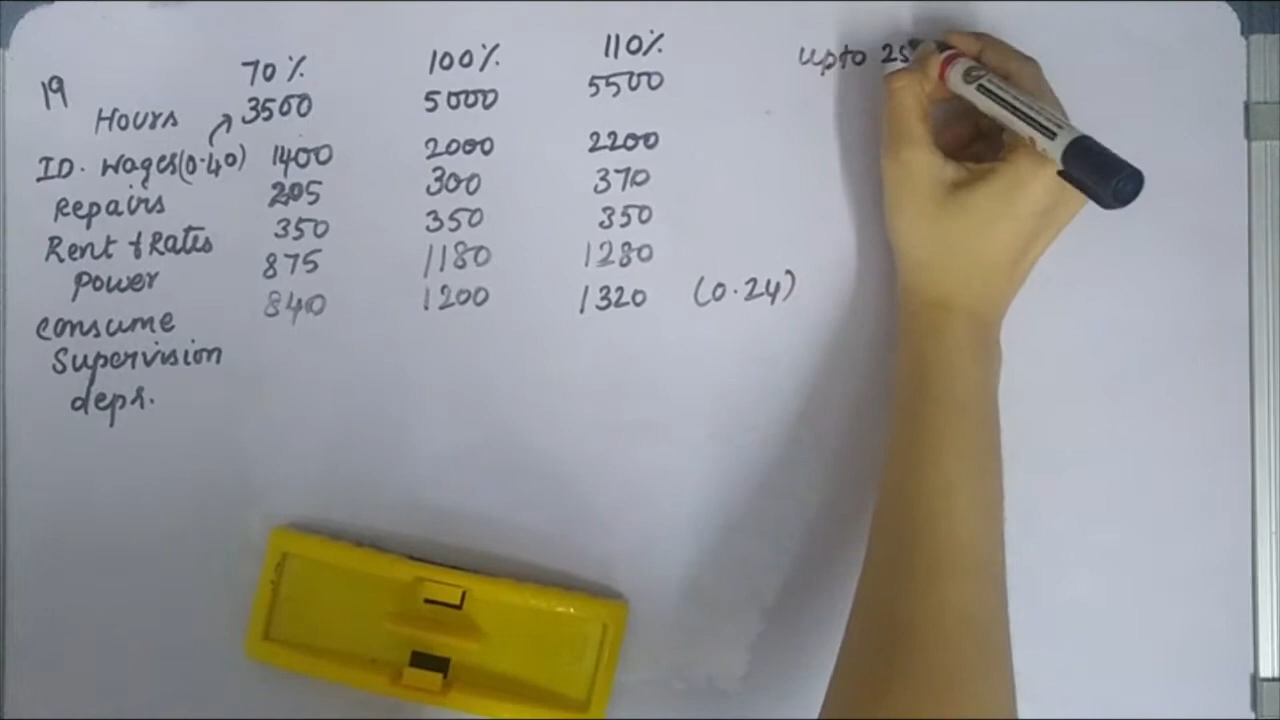 70% 100% 110% upto 25
19 Hours 3500 5000 5500
ID. Wages(0.40) 1400 2000 2200
Repairs 205 300 370
Rent & Rates 350 350 350
Power 875 1180 1280
Consume 840 1200 1320 (0.24)
Supervision
depr.